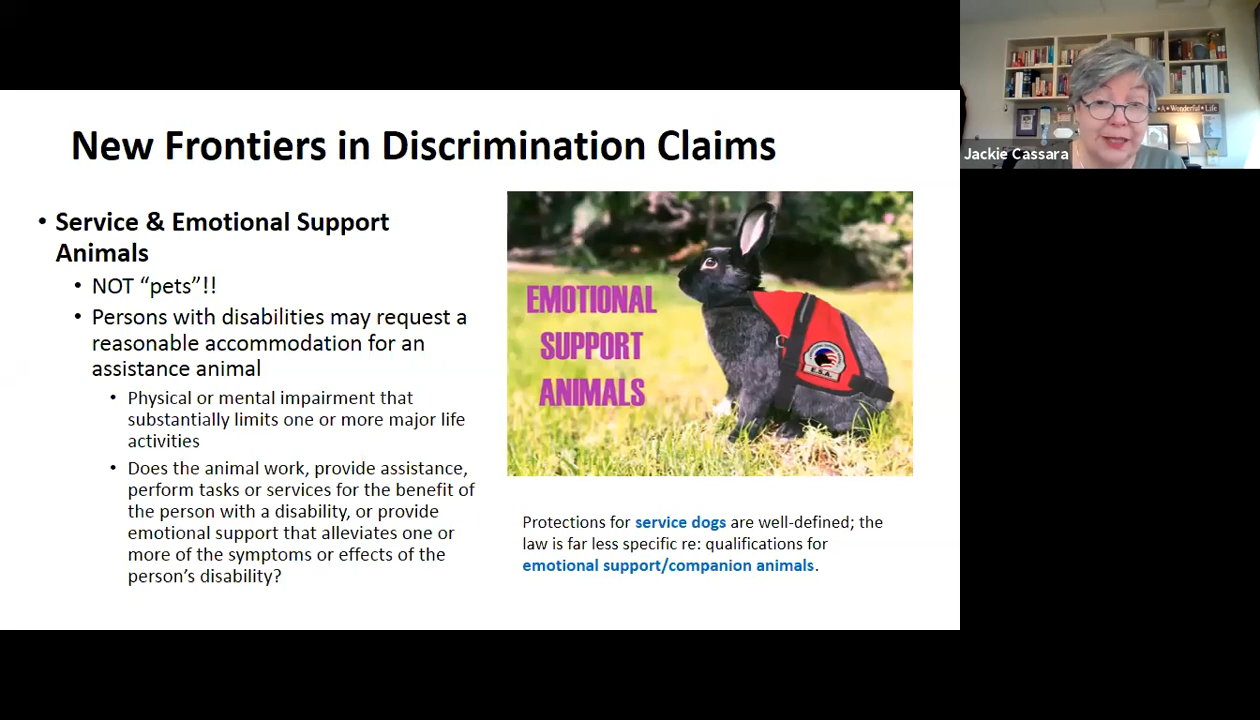 New Frontiers in Discrimination Claims
• Service & Emotional Support
Animals
• NOT “pets”!!
• Persons with disabilities may request a
reasonable accommodation for an
assistance animal
• Physical or mental impairment that
substantially limits one or more major life
activities
• Does the animal work, provide assistance,
perform tasks or services for the benefit of
the person with a disability, or provide
emotional support that alleviates one or
more of the symptoms or effects of the
person’s disability?
EMOTIONAL
SUPPORT
ANIMALS
E.S.A.
Protections for service dogs are well-defined; the
law is far less specific re: qualifications for
emotional support/companion animals.
A Wonderful Life
Jackie Cassara